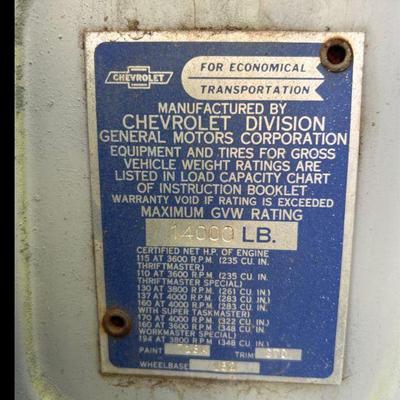 CHEVROLET
FOR ECONOMICAL
TRANSPORTATION
MANUFACTURED BY
CHEVROLET DIVISION
GENERAL MOTORS CORPORATION
EQUIPMENT AND TIRES FOR GROSS
VEHICLE WEIGHT RATINGS ARE
LISTED IN LOAD CAPACITY CHART
OF INSTRUCTION BOOKLET
WARRANTY VOID IF RATING IS EXCEEDED
MAXIMUM GVW RATING
14000 LB.
CERTIFIED NET H.P. OF ENGINE
115 AT 3600 R.P.M. (235 CU. IN.
THRIFTMASTER)
110 AT 3600 R.P.M. (235 CU. IN.
THRIFTMASTER SPECIAL)
130 AT 3800 R.P.M. (261 CU. IN.)
137 AT 4000 R.P.M. (283 CU. IN.)
160 AT 4000 R.P.M. (283 CU. IN.
WITH SUPER TASKMASTER)
170 AT 4000 R.P.M. (322 CU. IN.)
160 AT 3600 R.P.M. (348 CU. IN.
WORKMASTER SPECIAL)
194 AT 3800 R.P.M. (348 CU. IN.)
PAINT TRIM
WHEELBASE